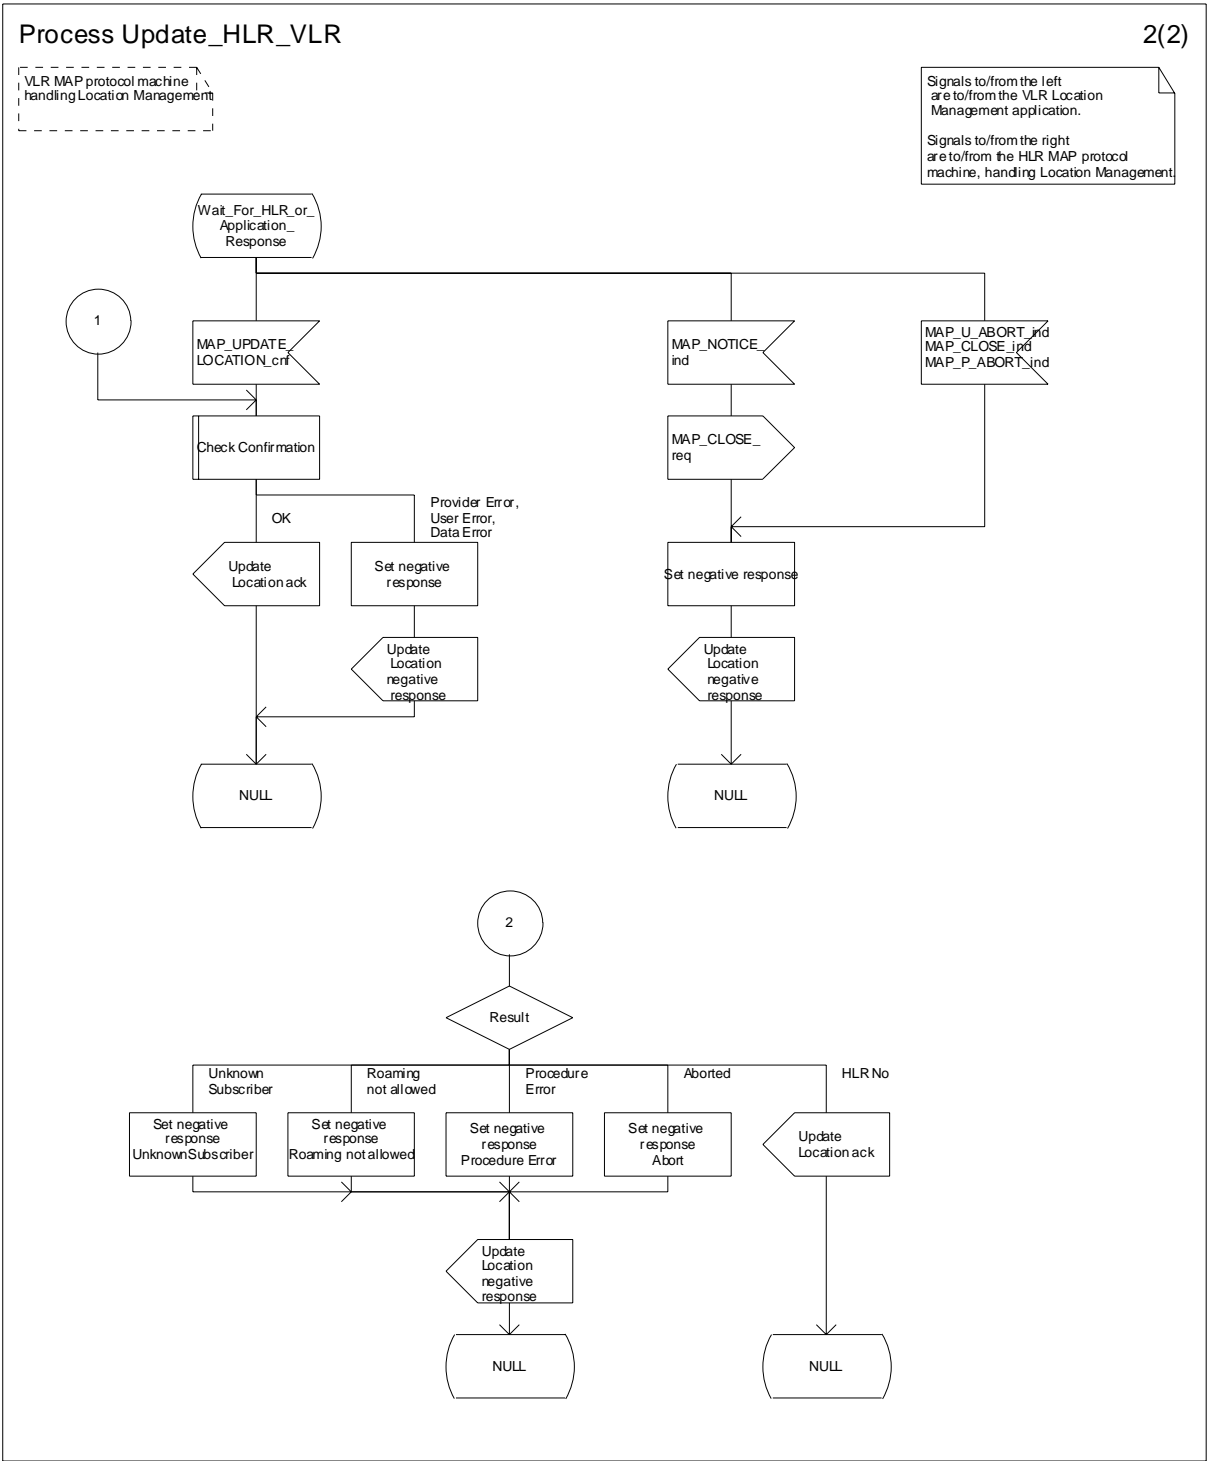 Process Update_HLR_VLR
2(2)
VLR MAP protocol machine
handling Location Management
Signals to/from the left
are to/from the VLR Location
Management application.
Signals to/from the right
are to/from the HLR MAP protocol
machine, handling Location Management.
Wait_For_HLR_or_
Application_
Response
1
MAP_UPDATE_
LOCATION_cnf
MAP_NOTICE_
ind
MAP_U_ABORT_ind
MAP_CLOSE_ind
MAP_P_ABORT_ind
Check Confirmation
MAP_CLOSE_
req
OK
Provider Error,
User Error,
Data Error
Update
Location ack
Set negative
response
Set negative response
Update
Location
negative
response
Update
Location
negative
response
NULL
NULL
2
Result
Unknown
Subscriber
Roaming
not allowed
Procedure
Error
Aborted
HLR No
Set negative
response
UnknownSubscriber
Set negative
response
Roaming not allowed
Set negative
response
Procedure Error
Set negative
response
Abort
Update
Location ack
Update
Location
negative
response
NULL
NULL